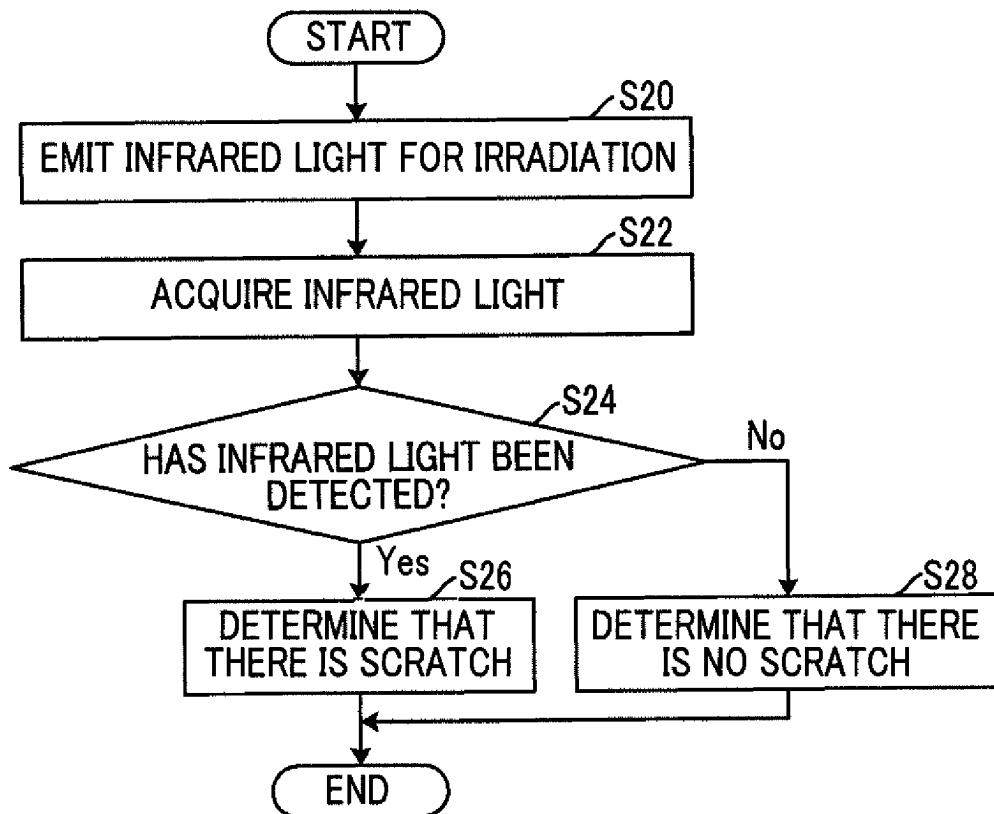 START
S20
EMIT INFRARED LIGHT FOR IRRADIATION
S22
ACQUIRE INFRARED LIGHT
S24
HAS INFRARED LIGHT BEEN
DETECTED?
No
Yes
S26
DETERMINE THAT
THERE IS SCRATCH
S28
DETERMINE THAT THERE
IS NO SCRATCH
END